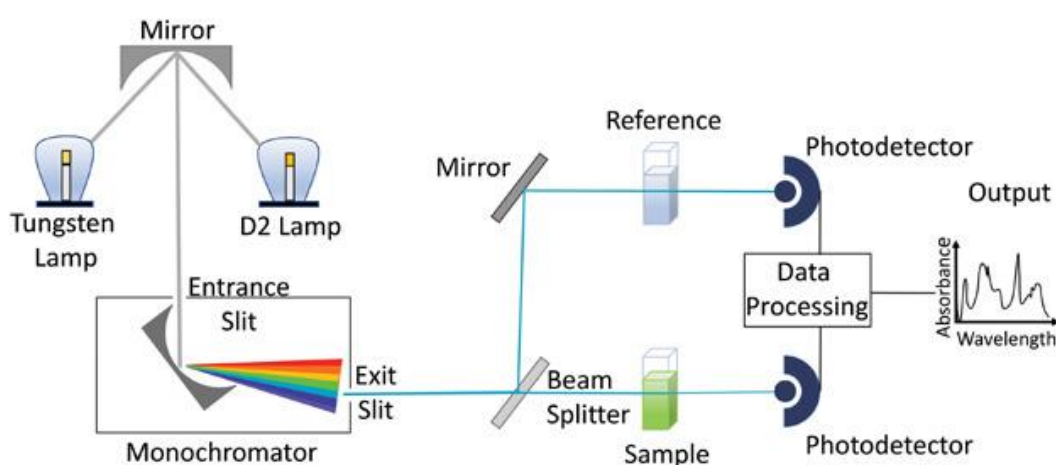 Mirror
Tungsten
Lamp
D2 Lamp
Entrance
Slit
Exit
Slit
Monochromator
Mirror
Reference
Photodetector
Output
Beam
Splitter
Sample
Data
Processing
Absorbance
Wavelength
Photodetector